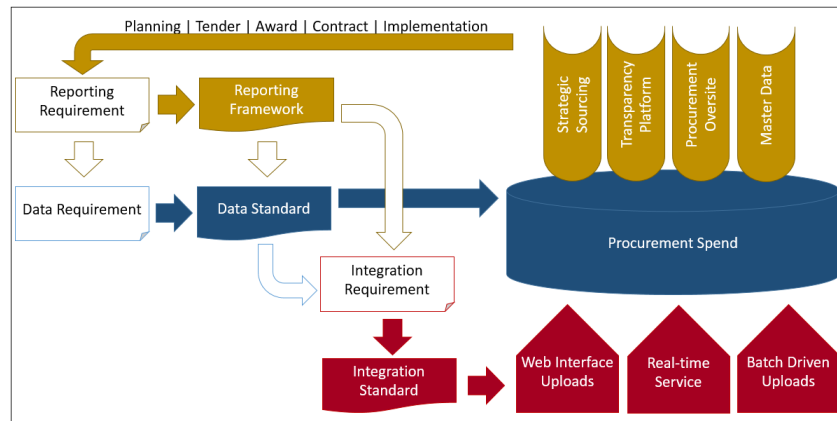 Planning | Tender | Award | Contract | Implementation
Reporting
Requirement
Reporting
Framework
Strategic
Sourcing
Transparency
Platform
Procurement
Oversite
Master Data
Data Requirement
Data Standard
Procurement Spend
Integration
Requirement
Integration
Standard
Web Interface
Uploads
Real-time
Service
Batch Driven
Uploads